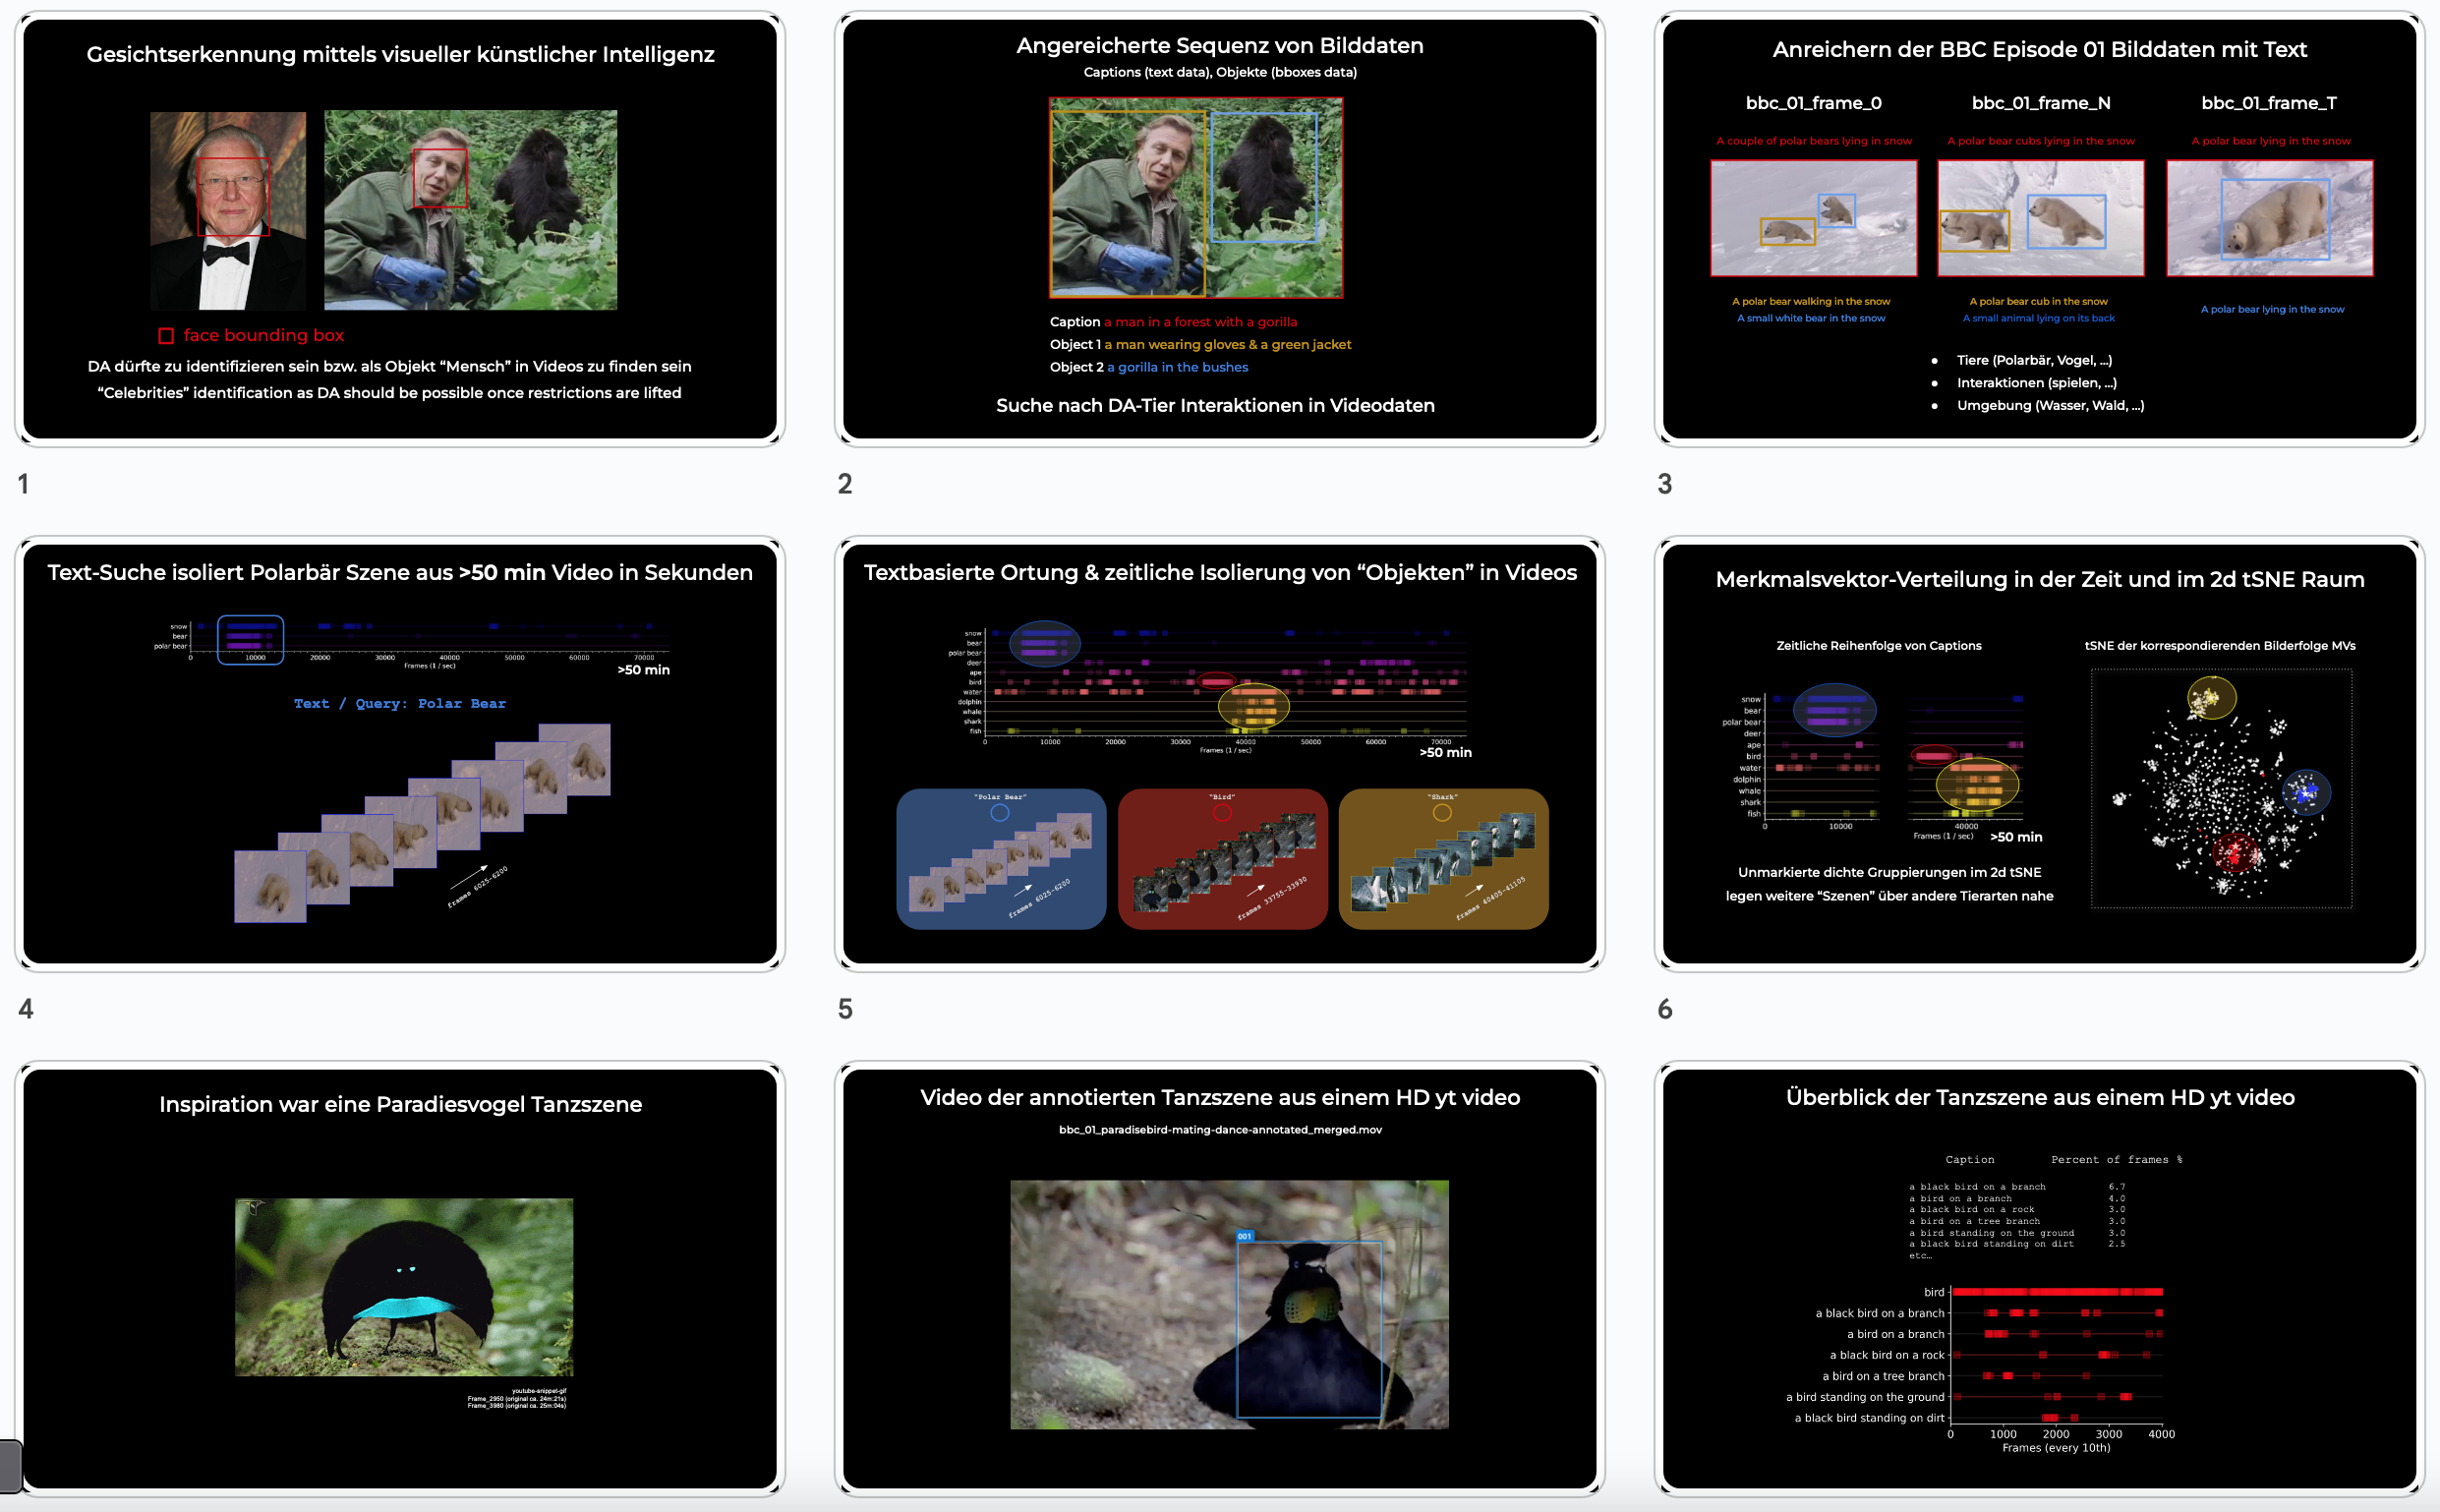 Gesichtserkennung mittels visueller künstlicher Intelligenz
face bounding box
DA dürfte zu identifizieren sein bzw. als Objekt “Mensch” in Videos zu finden sein
“Celebrities” identification as DA should be possible once restrictions are lifted
1
Angereicherte Sequenz von Bilddaten
Captions (text data), Objekte (bboxes data)
Caption a man in a forest with a gorilla
Object 1 a man wearing gloves & a green jacket
Object 2 a gorilla in the bushes
Suche nach DA-Tier Interaktionen in Videodaten
2
Anreichern der BBC Episode 01 Bilddaten mit Text
bbc_01_frame_0 bbc_01_frame_N bbc_01_frame_T
A couple of polar bears lying in snow A polar bear cubs lying in the snow A polar bear lying in the snow
A polar bear walking in the snow A polar bear cub in the snow
A small white bear in the snow A small animal lying on its back A polar bear lying in the snow
● Tiere (Polarbär, Vogel, ...)
● Interaktionen (spielen, ...)
● Umgebung (Wasser, Wald, ...)
3
Text-Suche isoliert Polarbär Szene aus >50 min Video in Sekunden
snow
bear
polar bear
0 10000 20000 30000 40000 50000 60000 70000
Frames (1 / sec)
>50 min
Text / Query: Polar Bear
frames 6025-6200
4
Textbasierte Ortung & zeitliche Isolierung von “Objekten” in Videos
snow
bear
polar bear
deer
ape
bird
water
dolphin
whale
shark
fish
0 10000 20000 30000 40000 50000 60000 70000
Frames (1 / sec)
>50 min
"Polar Bear" "Bird" "Shark"
frames 6025-6200 frames 33755-33930 frames 40405-41105
5
Merkmalsvektor-Verteilung in der Zeit und im 2d tSNE Raum
Zeitliche Reihenfolge von Captions
tSNE der korrespondierenden Bilderfolge MVs
snow
bear
polar bear
deer
ape
bird
water
dolphin
whale
shark
fish
0 10000 40000
Frames (1 / sec)
>50 min
Unmarkierte dichte Gruppierungen im 2d tSNE
legen weitere “Szenen” über andere Tierarten nahe
6
Inspiration war eine Paradiesvogel Tanzszene
youtube-snippet-gif
Frame_2950 (original ca. 24m:21s)
Frame_3980 (original ca. 25m:04s)
Video der annotierten Tanzszene aus einem HD yt video
bbc_01_paradisebird-mating-dance-annotated_merged.mov
001
Überblick der Tanzszene aus einem HD yt video
Caption Percent of frames %
a black bird on a branch 6.7
a bird on a branch 4.0
a black bird on a rock 3.0
a bird on a tree branch 3.0
a bird standing on the ground 3.0
a black bird standing on dirt 2.5
etc…
bird
a black bird on a branch
a bird on a branch
a black bird on a rock
a bird on a tree branch
a bird standing on the ground
a black bird standing on dirt
0 1000 2000 3000 4000
Frames (every 10th)